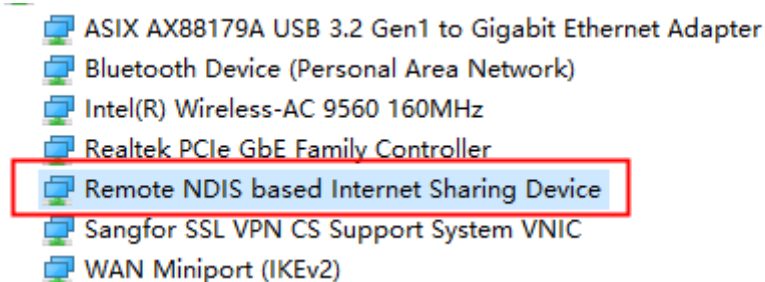 ASIX AX88179A USB 3.2 Gen1 to Gigabit Ethernet Adapter
Bluetooth Device (Personal Area Network)
Intel(R) Wireless-AC 9560 160MHz
Realtek PCIe GbE Family Controller
Remote NDIS based Internet Sharing Device
Sangfor SSL VPN CS Support System VNIC
WAN Miniport (IKEv2)